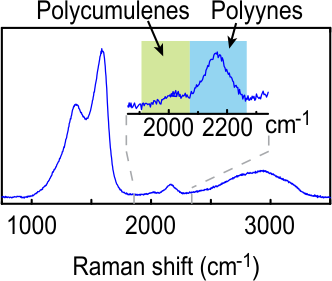 Polycumulenes Polyynes
2000 2200 cm-1
1000 2000 3000
Raman shift (cm-1)